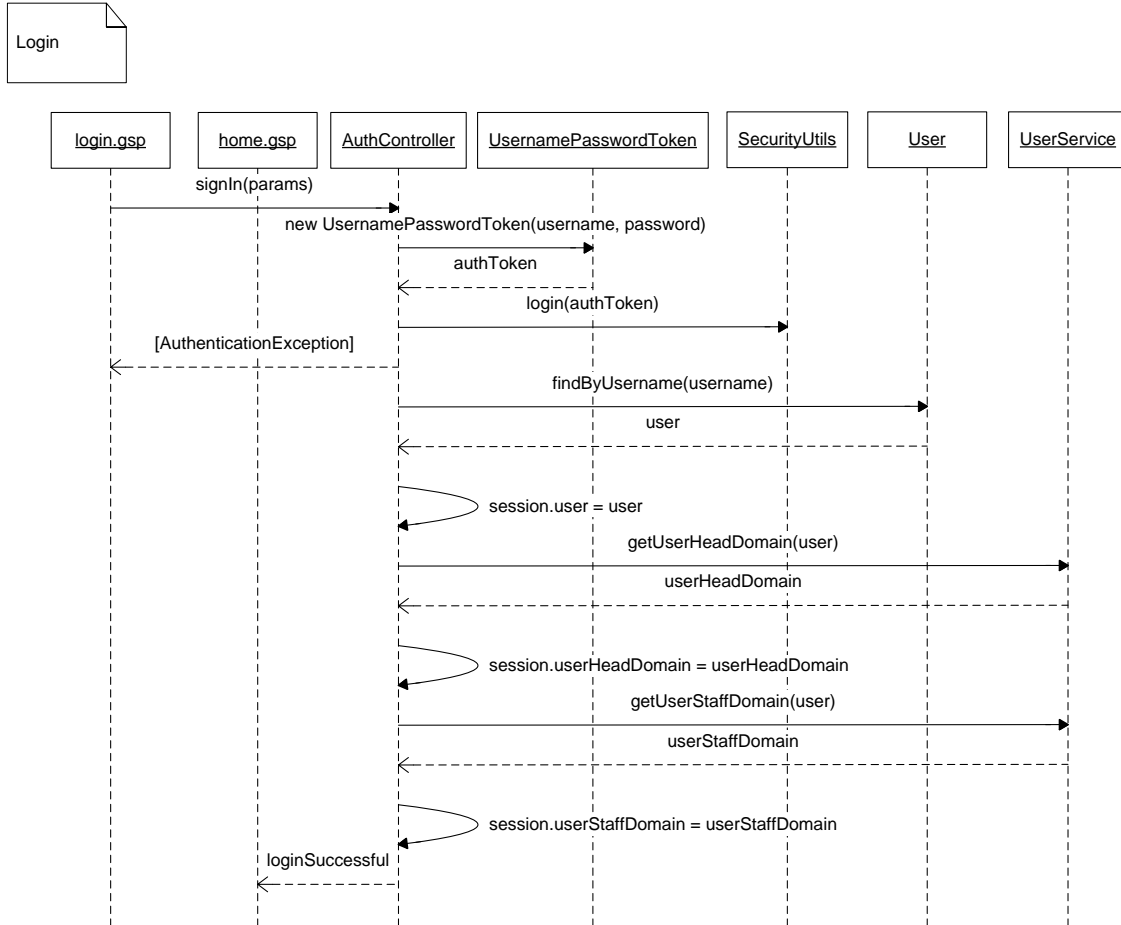 Login
login.gsp
home.gsp
AuthController
UsernamePasswordToken
SecurityUtils
User
UserService
signIn(params)
new UsernamePasswordToken(username, password)
authToken
login(authToken)
[AuthenticationException]
findByUsername(username)
user
session.user = user
getUserHeadDomain(user)
userHeadDomain
session.userHeadDomain = userHeadDomain
getUserStaffDomain(user)
userStaffDomain
session.userStaffDomain = userStaffDomain
loginSuccessful